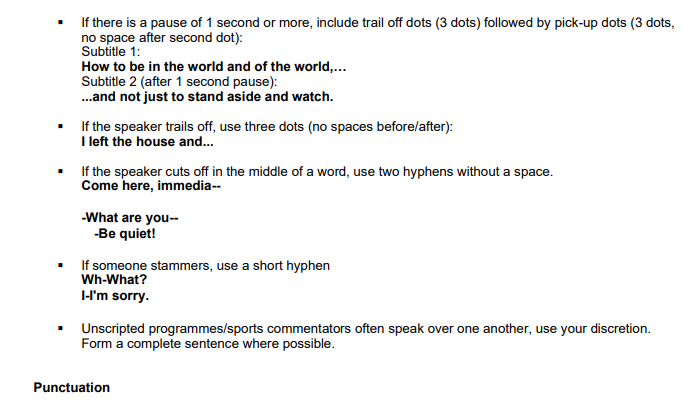 ▪ If there is a pause of 1 second or more, include trail off dots (3 dots) followed by pick-up dots (3 dots,
no space after second dot):
Subtitle 1:
How to be in the world and of the world,…
Subtitle 2 (after 1 second pause):
...and not just to stand aside and watch.
▪ If the speaker trails off, use three dots (no spaces before/after):
I left the house and...
▪ If the speaker cuts off in the middle of a word, use two hyphens without a space.
Come here, immedia--
-What are you--
-Be quiet!
▪ If someone stammers, use a short hyphen
Wh-What?
I-I'm sorry.
▪ Unscripted programmes/sports commentators often speak over one another, use your discretion.
Form a complete sentence where possible.
Punctuation